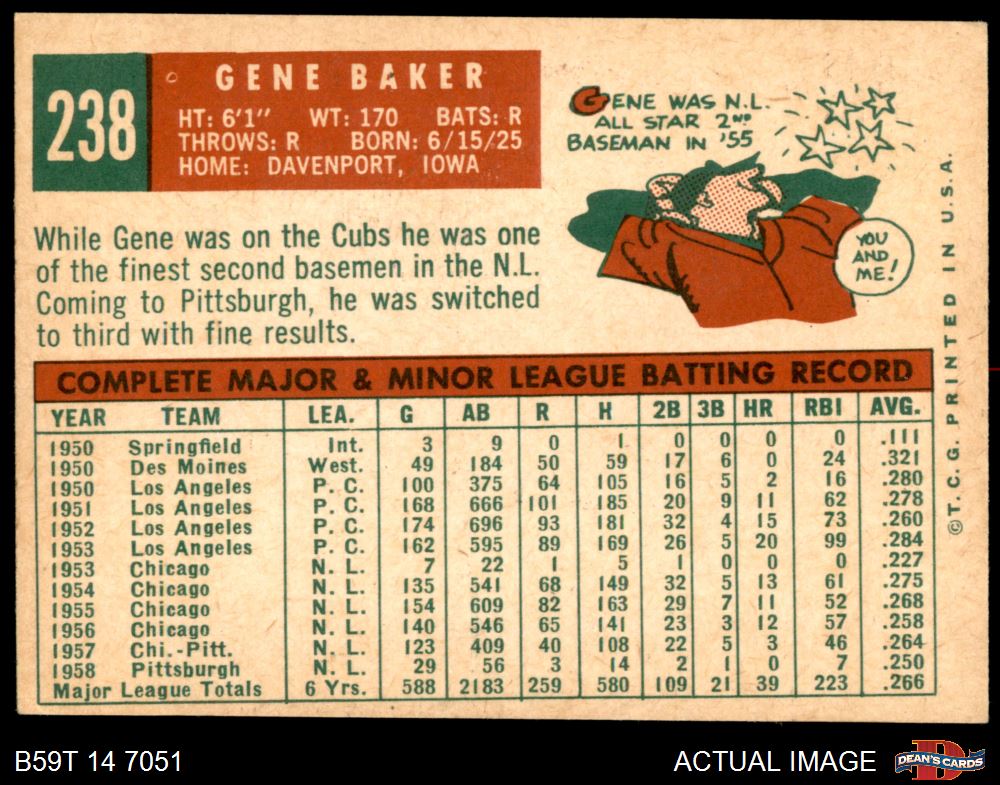 238
GENE BAKER
HT: 6'1" WT: 170 BATS: R
THROWS: R BORN: 6/15/25
HOME: DAVENPORT, IOWA
GENE WAS N.L.
ALL STAR 2ND
BASEMAN IN '55
YOU
AND
ME!
While Gene was on the Cubs he was one
of the finest second basemen in the N.L.
Coming to Pittsburgh, he was switched
to third with fine results.
COMPLETE MAJOR & MINOR LEAGUE BATTING RECORD
YEAR TEAM LEA. G AB R H 2B 3B HR RBI AVG.
1950 Springfield Int. 3 9 0 1 0 0 0 0 .111
1950 Des Moines West. 49 184 50 59 17 6 0 24 .321
1950 Los Angeles P. C. 100 375 64 105 16 5 2 16 .280
1951 Los Angeles P. C. 168 666 101 185 20 9 11 62 .278
1952 Los Angeles P. C. 174 696 93 181 32 4 15 73 .260
1953 Los Angeles P. C. 162 595 89 169 26 5 20 99 .284
1953 Chicago N. L. 7 22 1 5 1 0 0 0 .227
1954 Chicago N. L. 135 541 68 149 32 5 13 61 .275
1955 Chicago N. L. 154 609 82 163 29 7 11 52 .268
1956 Chicago N. L. 140 546 65 141 23 3 12 57 .258
1957 Chi.-Pitt. N. L. 123 409 40 108 22 5 3 46 .264
1958 Pittsburgh N. L. 29 56 3 14 2 1 0 7 .250
Major League Totals 6 Yrs. 588 2183 259 580 109 21 39 223 .266
©T.C.G. PRINTED IN U.S.A.
B59T 14 7051
ACTUAL IMAGE
DEAN'S CARDS